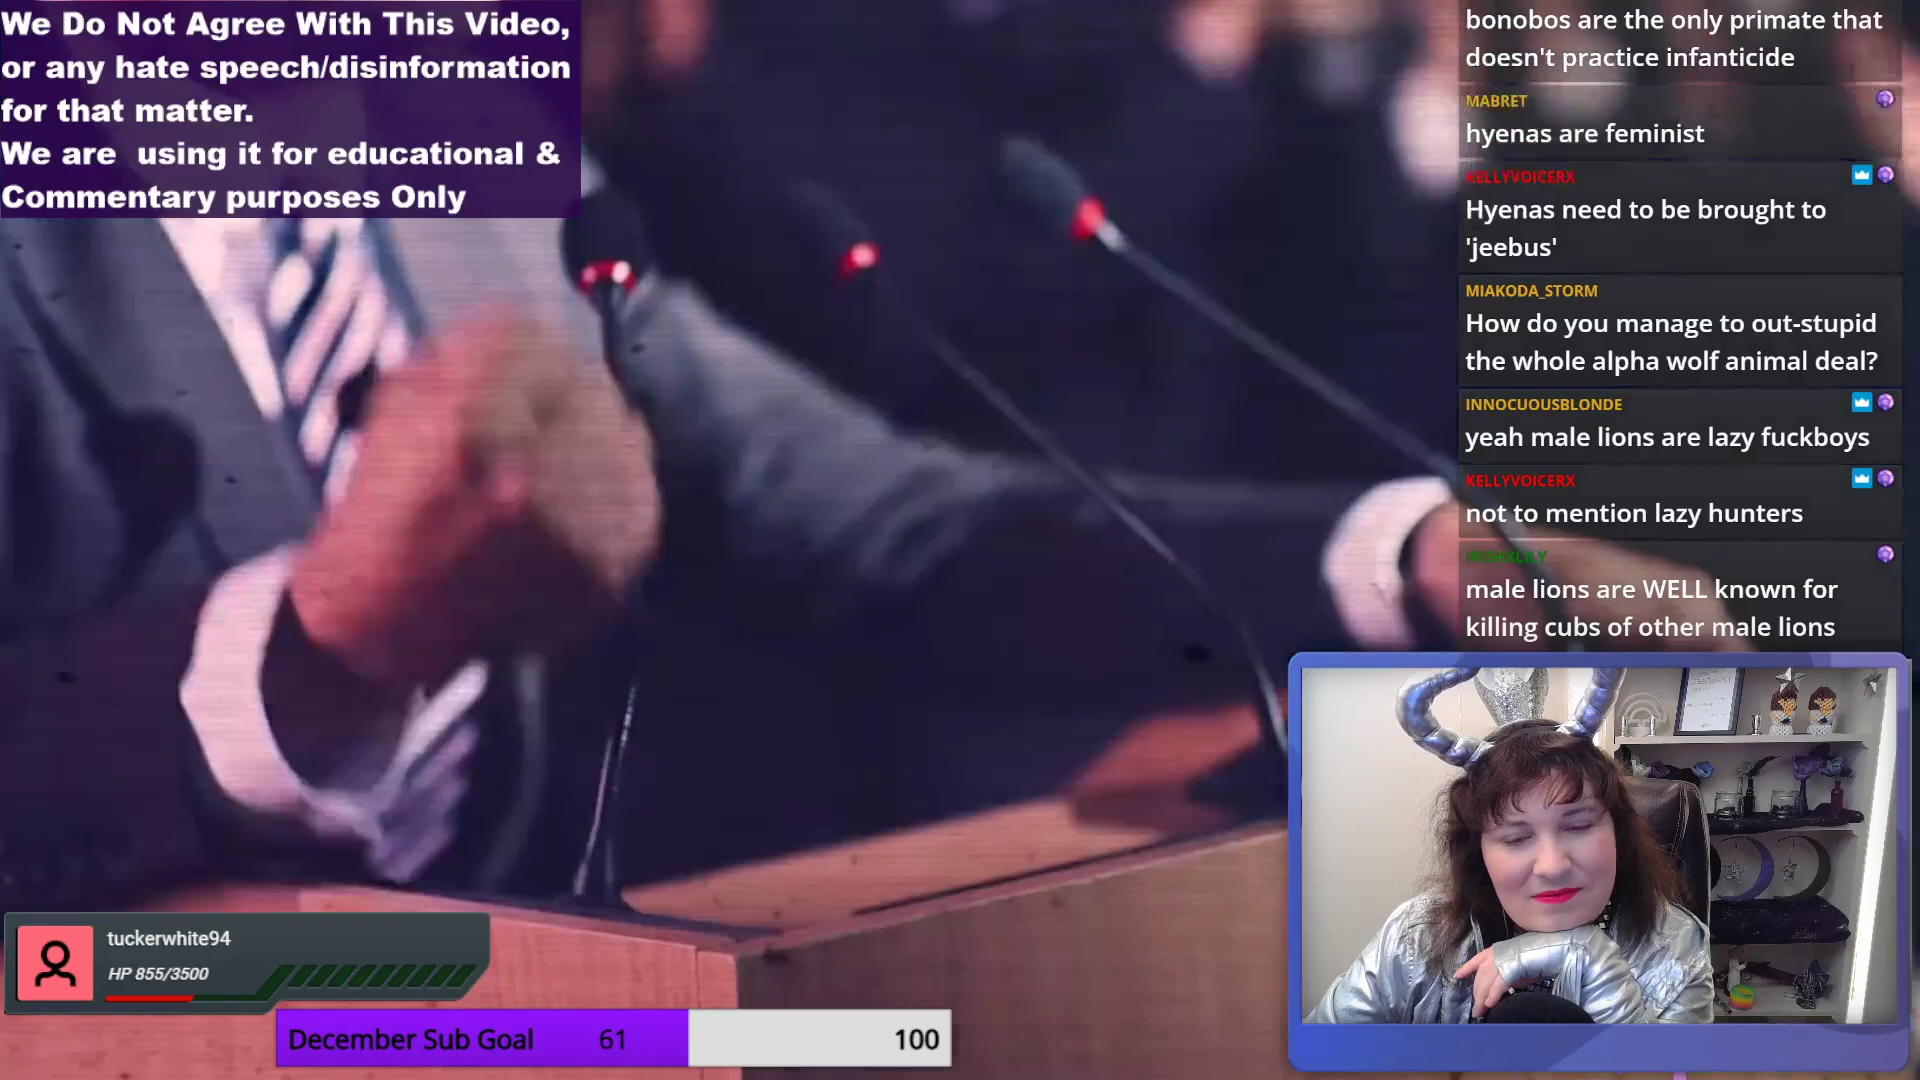 We Do Not Agree With This Video,
or any hate speech/disinformation
for that matter.
We are using it for educational &
Commentary purposes Only
bonobos are the only primate that
doesn't practice infanticide
MABRET
hyenas are feminist
KELLYVOICERX
Hyenas need to be brought to
'jeebus'
MIAKODA_STORM
How do you manage to out-stupid
the whole alpha wolf animal deal?
INNOCUOUSBLONDE
yeah male lions are lazy fuckboys
KELLYVOICERX
not to mention lazy hunters
male lions are WELL known for
killing cubs of other male lions
tuckerwhite94
HP 855/3500
December Sub Goal 61 100